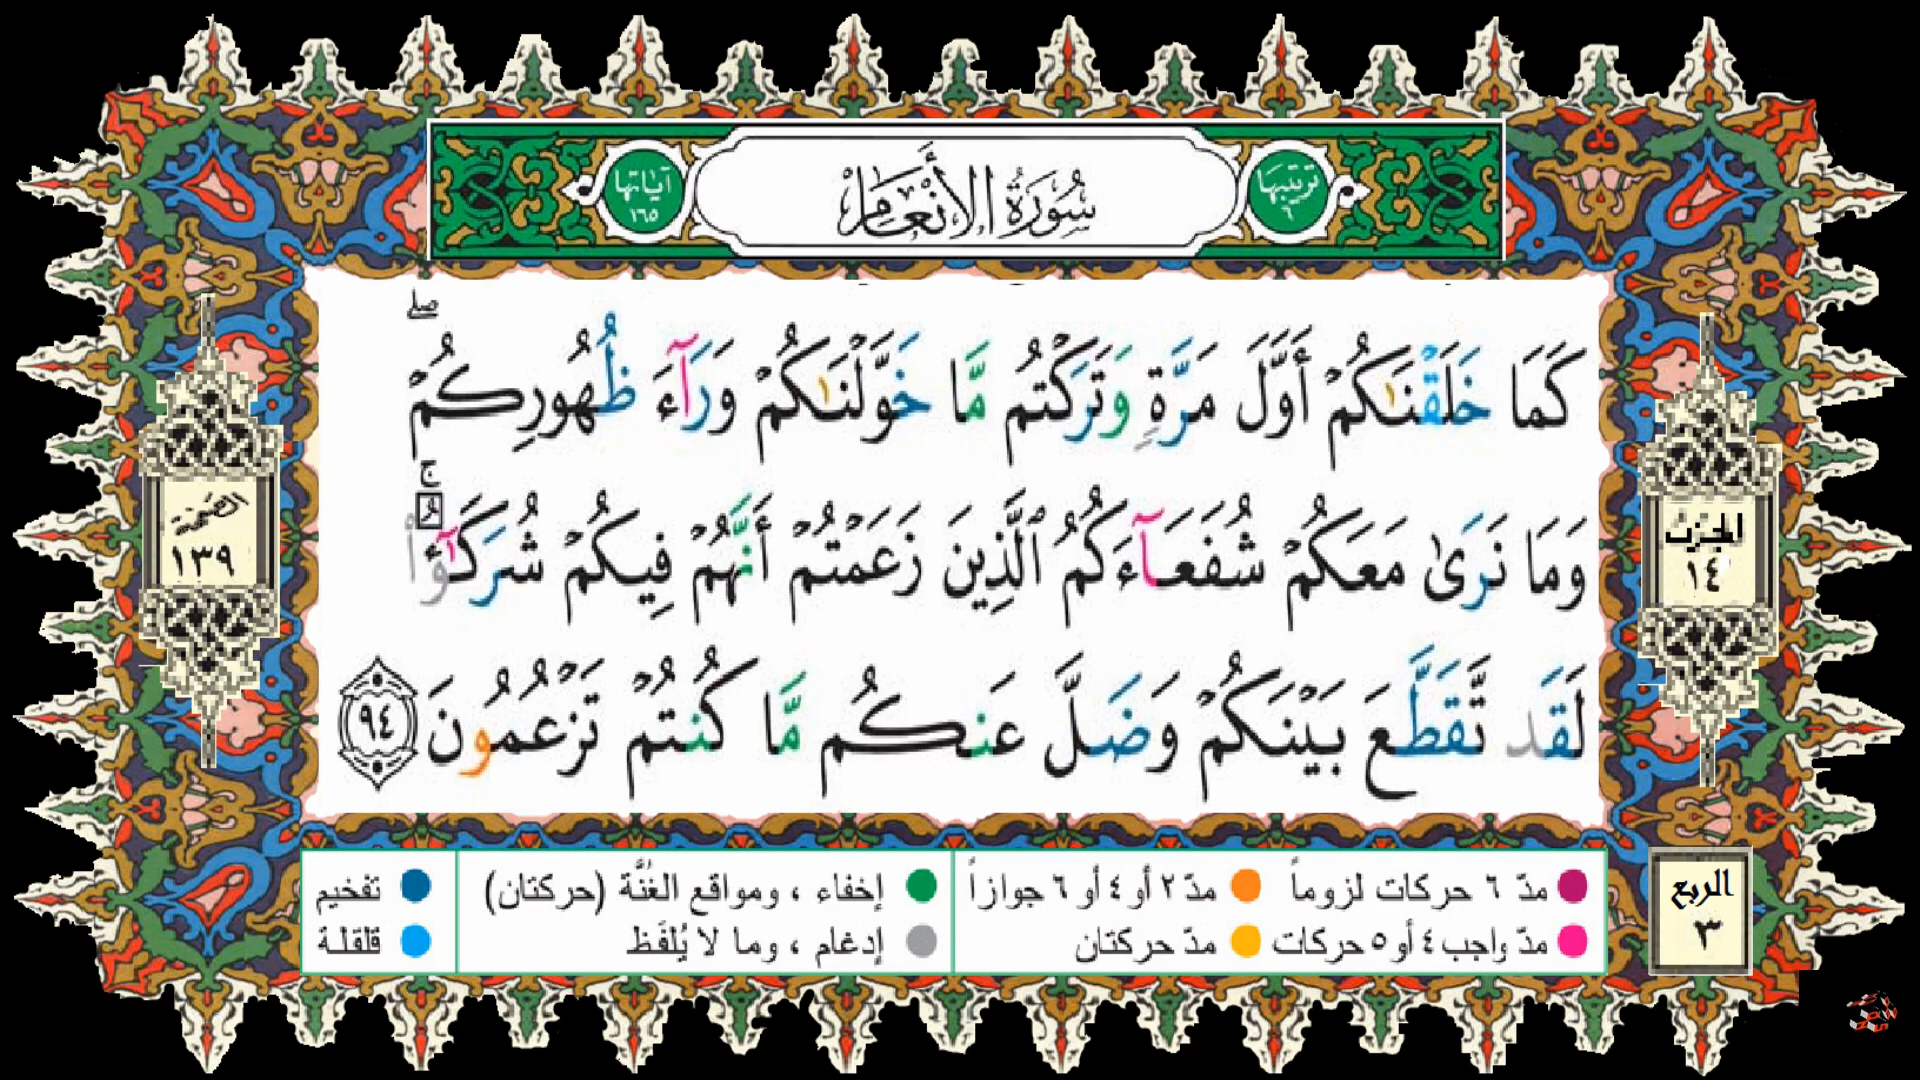 ترتيبها
٦
سُورَةُ الأَنْعَامِ
آياتها
١٦٥
كَمَا خَلَقْنَٰكُمْ أَوَّلَ مَرَّةٍ وَتَرَكْتُم مَّا خَوَّلْنَٰكُمْ وَرَآءَ ظُهُورِكُمْ ۖ
وَمَا نَرَىٰ مَعَكُمْ شُفَعَآءَكُمُ ٱلَّذِينَ زَعَمْتُمْ أَنَّهُمْ فِيكُمْ شُرَكَٰٓؤُا۟ ۚ
لَقَد تَّقَطَّعَ بَيْنَكُمْ وَضَلَّ عَنكُم مَّا كُنتُمْ تَزْعُمُونَ ٩٤
الحزب
١٤
الصفحة
١٣٩
مدّ ٦ حركات لزوماً
مدّ ٢ أو ٤ أو ٦ جوازاً
إخفاء ، ومواقع الغُنَّة (حركتان)
تفخيم
مدّ واجب ٤ أو ٥ حركات
مدّ حركتان
إدغام ، وما لا يُلفَظ
قلقلة
الربع
٣